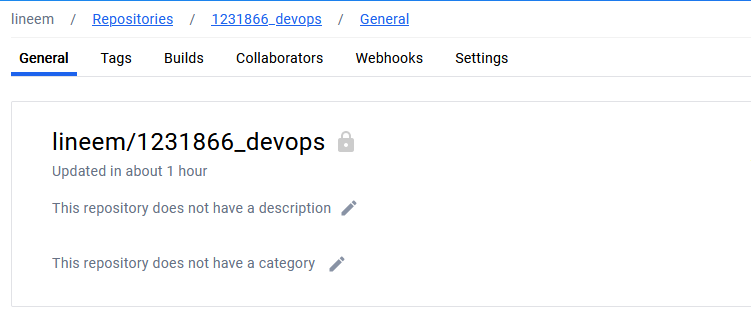 lineem / Repositories / 1231866_devops / General
General Tags Builds Collaborators Webhooks Settings
lineem/1231866_devops
Updated in about 1 hour
This repository does not have a description
This repository does not have a category